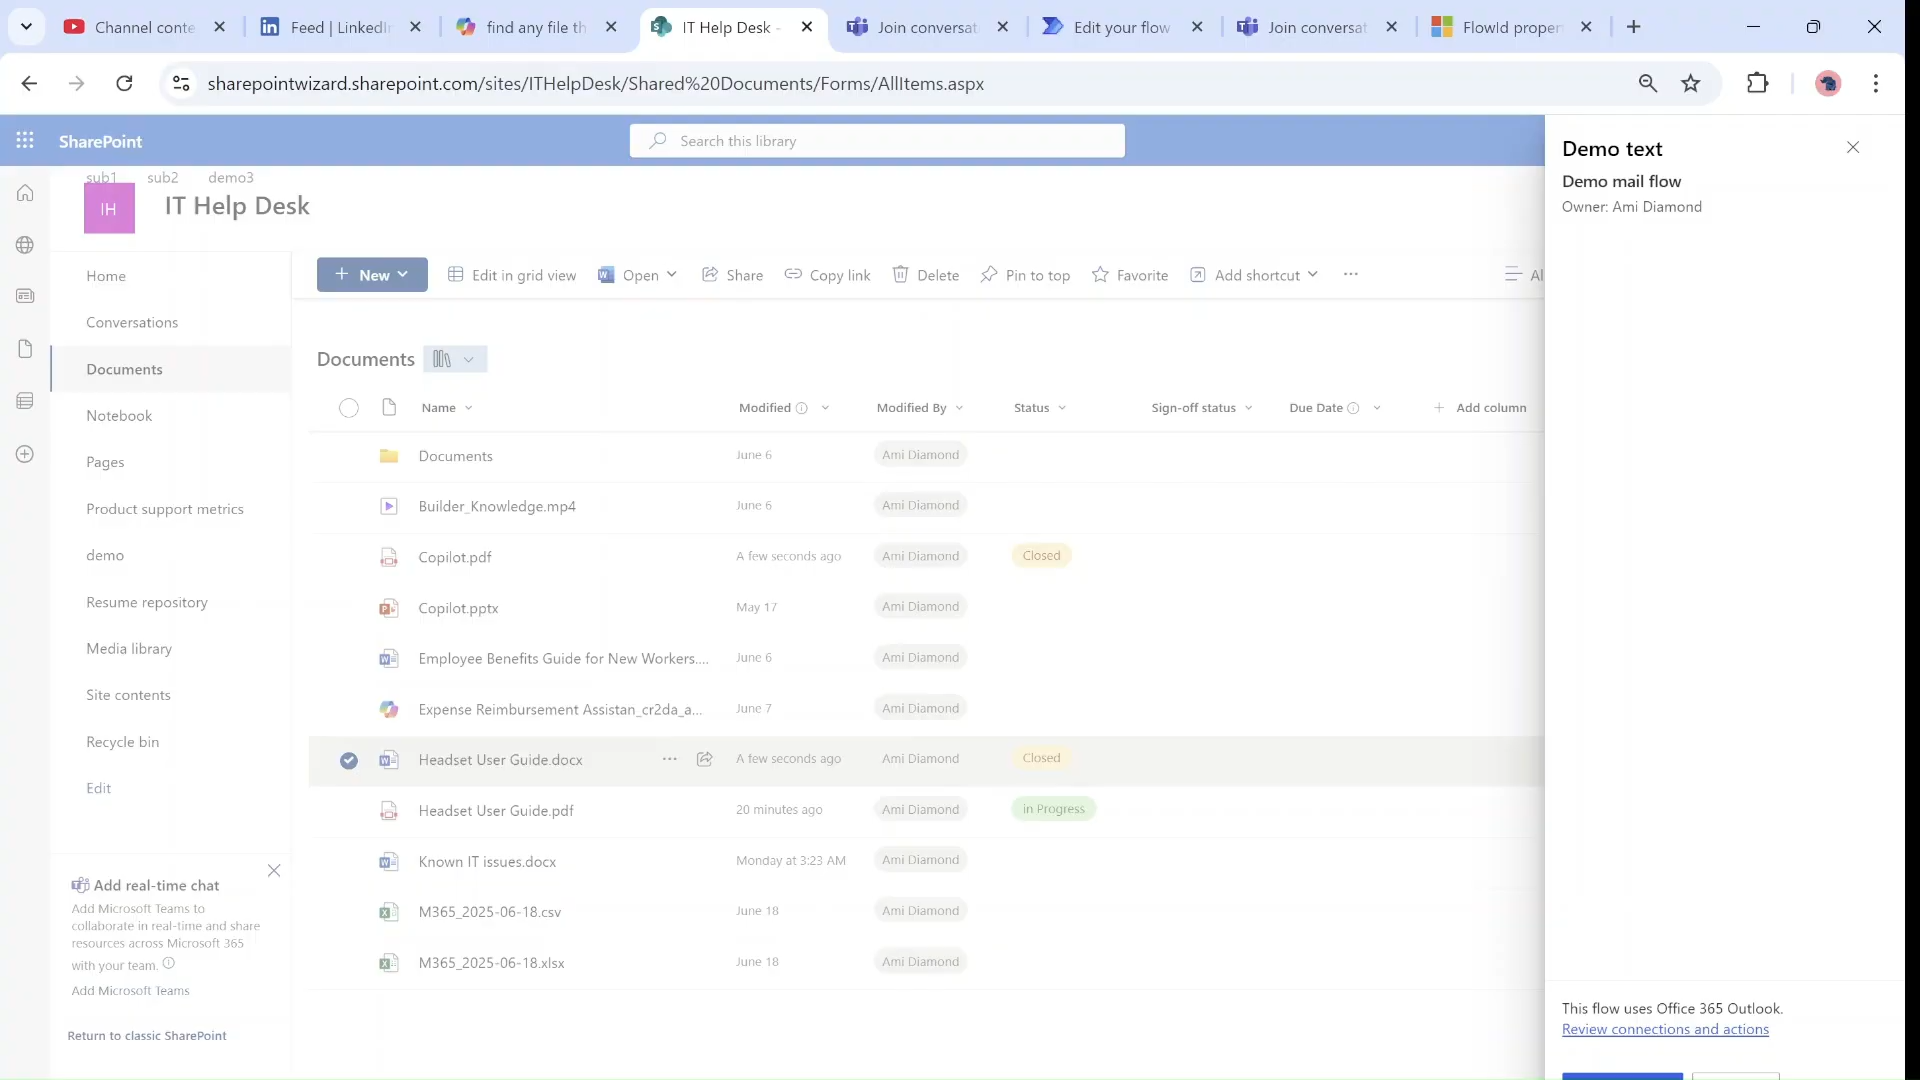 Channel conte
Feed | LinkedIn
find any file th
IT Help Desk -
Join conversat
Edit your flow
Join conversat
FlowId proper
sharepointwizard.sharepoint.com/sites/ITHelpDesk/Shared%20Documents/Forms/AllItems.aspx
SharePoint
Search this library
sub1 sub2 demo3
IH
IT Help Desk
Home
Conversations
Documents
Notebook
Pages
Product support metrics
demo
Resume repository
Media library
Site contents
Recycle bin
Edit
Add real-time chat
Add Microsoft Teams to
collaborate in real-time and share
resources across Microsoft 365
with your team.
Add Microsoft Teams
Return to classic SharePoint
New Edit in grid view Open Share Copy link Delete Pin to top Favorite Add shortcut ... Al
Documents
Name Modified Modified By Status Sign-off status Due Date Add column
Documents June 6 Ami Diamond
Builder_Knowledge.mp4 June 6 Ami Diamond
Copilot.pdf A few seconds ago Ami Diamond Closed
Copilot.pptx May 17 Ami Diamond
Employee Benefits Guide for New Workers.... June 6 Ami Diamond
Expense Reimbursement Assistan_cr2da_a... June 7 Ami Diamond
Headset User Guide.docx ... A few seconds ago Ami Diamond Closed
Headset User Guide.pdf 20 minutes ago Ami Diamond in Progress
Known IT issues.docx Monday at 3:23 AM Ami Diamond
M365_2025-06-18.csv June 18 Ami Diamond
M365_2025-06-18.xlsx June 18 Ami Diamond
Demo text
Demo mail flow
Owner: Ami Diamond
This flow uses Office 365 Outlook.
Review connections and actions